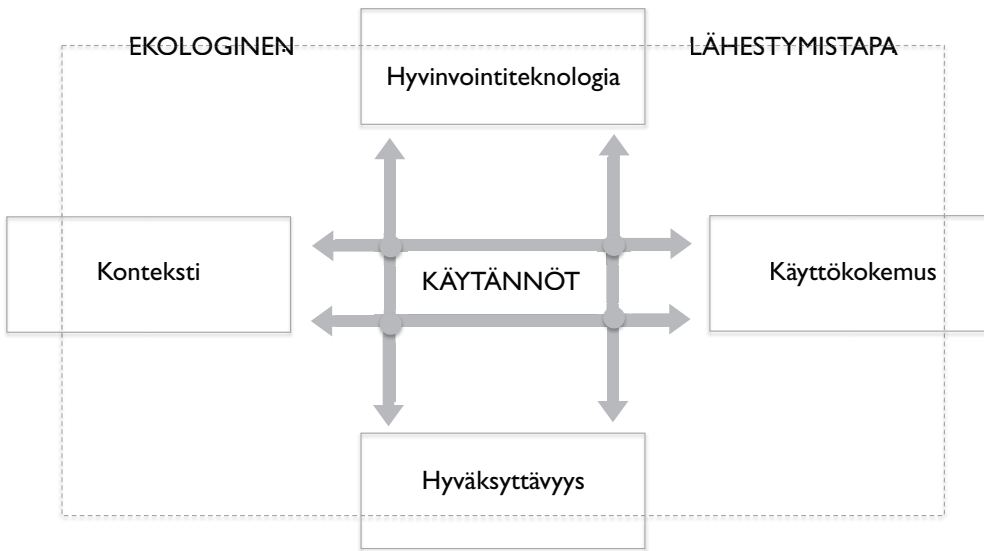 EKOLOGINEN LÄHESTYMISTAPA
Hyvinvointiteknologia
Konteksti
KÄYTÄNNÖT
Käyttökokemus
Hyväksyttävyys